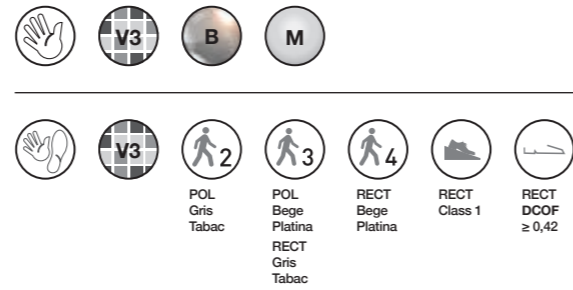 V3
B
M
V3
2
3
4
POL
Gris
Tabac
POL
Bege
Platina
RECT
Gris
Tabac
RECT
Bege
Platina
RECT
Class 1
RECT
DCOF
≥ 0,42